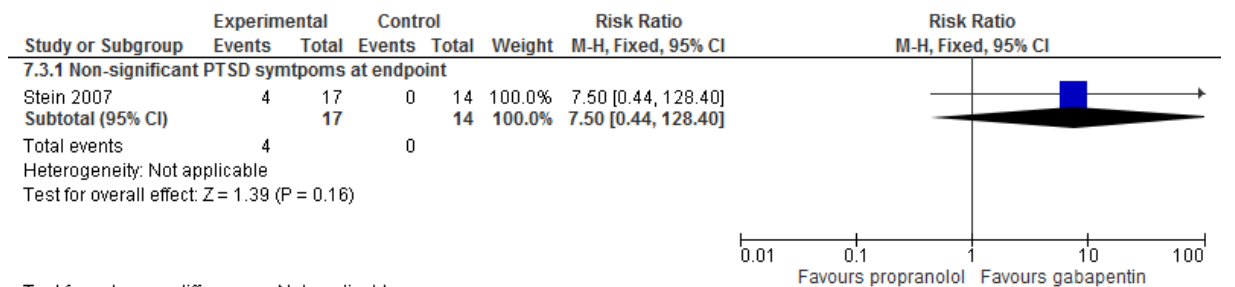 Experimental Control Risk Ratio Risk Ratio
Study or Subgroup Events Total Events Total Weight M-H, Fixed, 95% CI M-H, Fixed, 95% CI
7.3.1 Non-significant PTSD symtpoms at endpoint
Stein 2007 4 17 0 14 100.0% 7.50 [0.44, 128.40]
Subtotal (95% CI) 17 14 100.0% 7.50 [0.44, 128.40]
Total events 4 0
Heterogeneity: Not applicable
Test for overall effect: Z = 1.39 (P = 0.16)
0.01 0.1 1 10 100
Favours propranolol Favours gabapentin